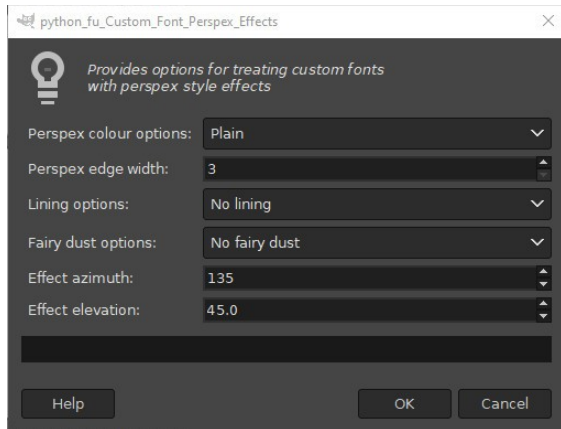 python_fu_Custom_Font_Perspex_Effects
Provides options for treating custom fonts
with perspex style effects
Perspex colour options: Plain
Perspex edge width: 3
Lining options: No lining
Fairy dust options: No fairy dust
Effect azimuth: 135
Effect elevation: 45.0
Help OK Cancel